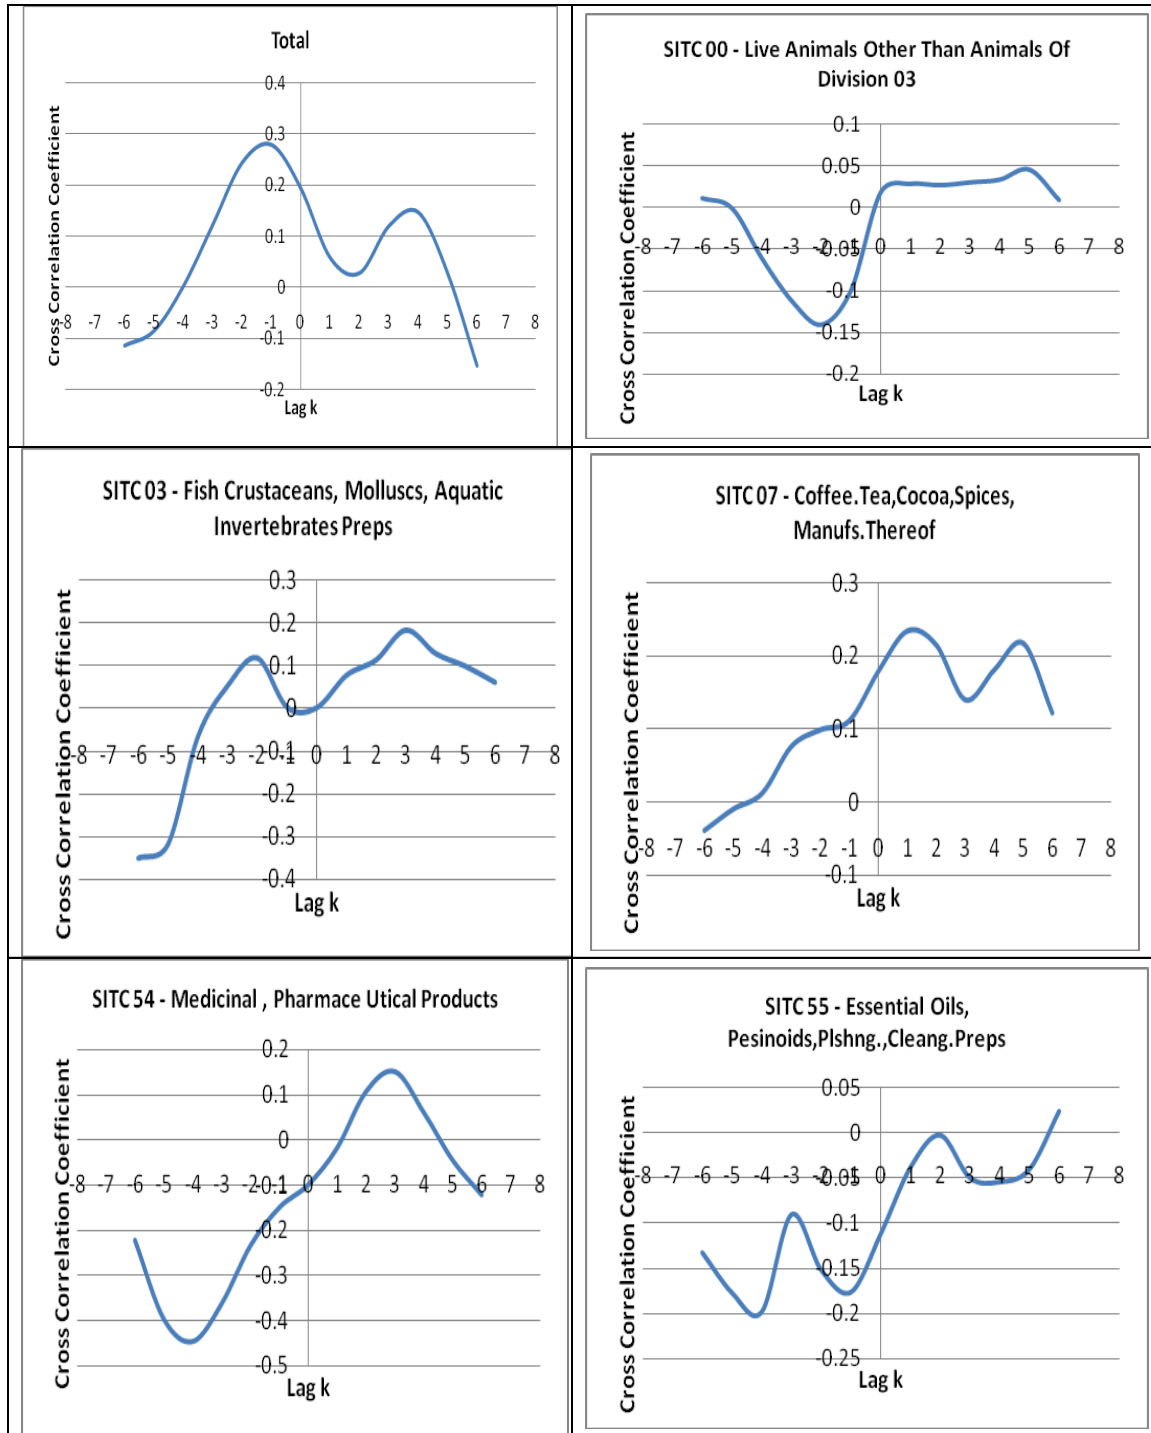 Total
Cross Correlation Coefficient
0.4
0.3
0.2
0.1
0
-8 -7 -6 -5 -4 -3 -2 -1 0 1 2 3 4 5 6 7 8
-0.1
-0.2
Lag k
SITC 00 - Live Animals Other Than Animals Of
Division 03
Cross Correlation Coefficient
0.1
0.05
0
-8 -7 -6 -5 -4 -3 -2 -1 0 1 2 3 4 5 6 7 8
-0.05
-0.1
-0.15
-0.2
Lag k
SITC 03 - Fish Crustaceans, Molluscs, Aquatic
Invertebrates Preps
Cross Correlation Coefficient
0.3
0.2
0.1
0
-8 -7 -6 -5 -4 -3 -2 -1 0 1 2 3 4 5 6 7 8
-0.1
-0.2
-0.3
-0.4
Lag k
SITC 07 - Coffee.Tea,Cocoa,Spices,
Manufs.Thereof
Cross Correlation Coefficient
0.3
0.2
0.1
0
-8 -7 -6 -5 -4 -3 -2 -1 0 1 2 3 4 5 6 7 8
-0.1
Lag k
SITC 54 - Medicinal , Pharmace Utical Products
Cross Correlation Coefficient
0.2
0.1
0
-8 -7 -6 -5 -4 -3 -2 -1 0 1 2 3 4 5 6 7 8
-0.1
-0.2
-0.3
-0.4
-0.5
Lag k
SITC 55 - Essential Oils,
Pesinoids,Plshng.,Cleang.Preps
Cross Correlation Coefficient
0.05
0
-8 -7 -6 -5 -4 -3 -2 -1 0 1 2 3 4 5 6 7 8
-0.05
-0.1
-0.15
-0.2
-0.25
Lag k